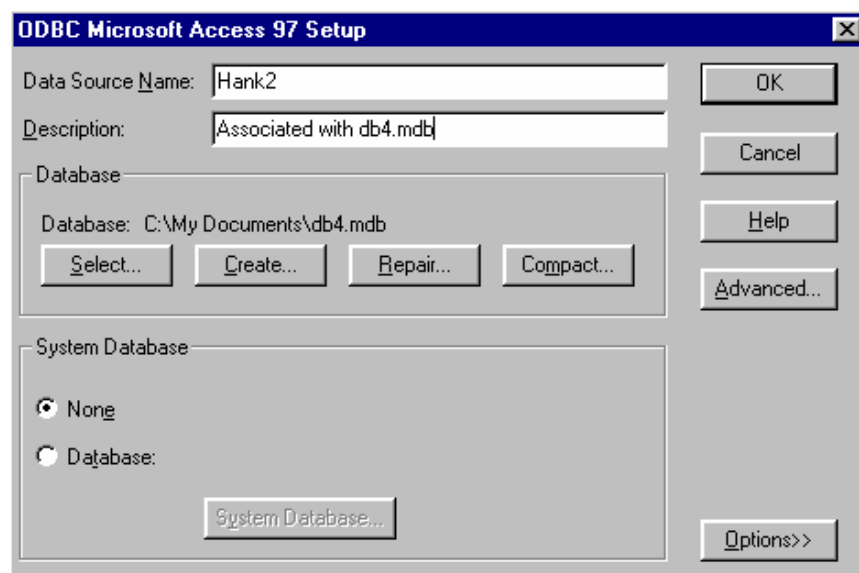 ODBC Microsoft Access 97 Setup
Data Source Name: Hank2
OK
Description: Associated with db4.mdb
Cancel
Database
Database: C:\My Documents\db4.mdb
Help
Select... Create... Repair... Compact...
Advanced...
System Database
None
Database:
System Database...
Options>>